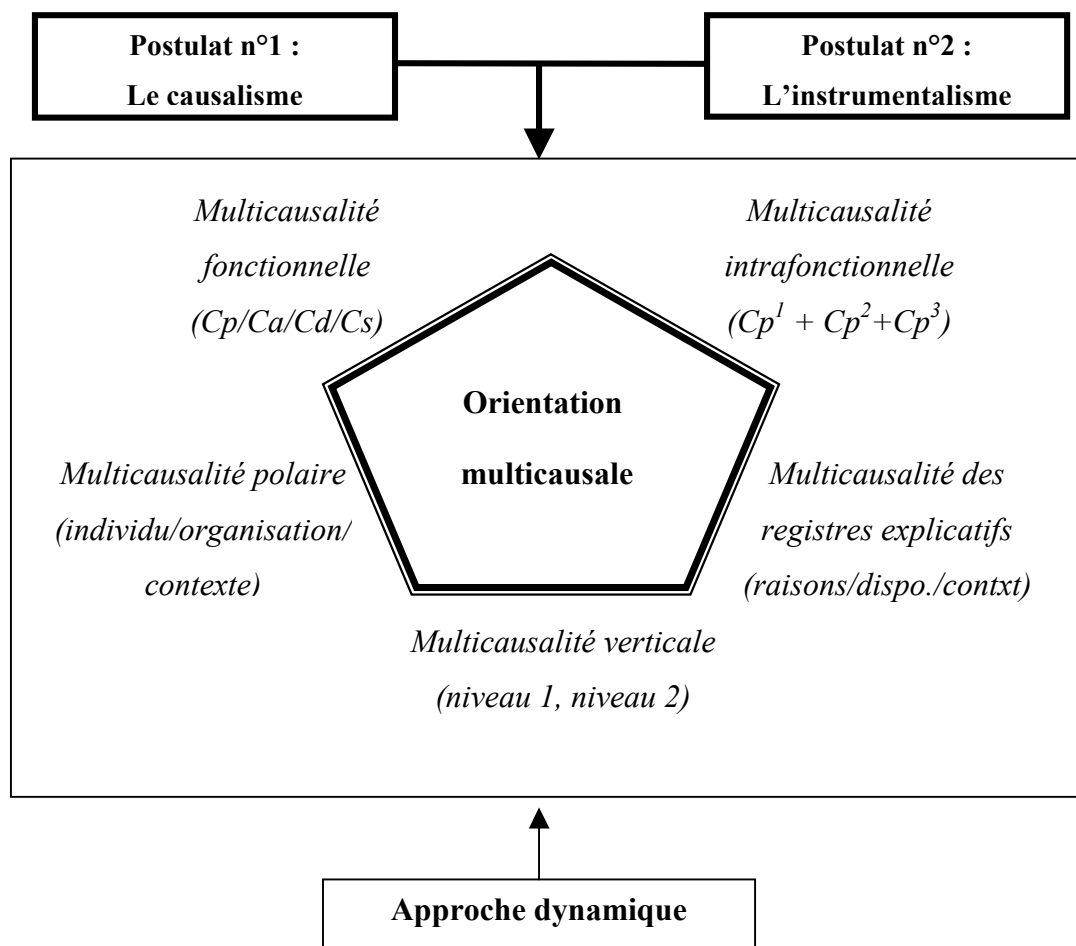 Postulat n°1 :
Le causalisme
Postulat n°2 :
L'instrumentalisme
Multicausalité
fonctionnelle
(Cp/Ca/Cd/Cs)
Multicausalité
intrafonctionnelle
(Cp¹ + Cp²+Cp³)
Orientation
multicausale
Multicausalité polaire
(individu/organisation/
contexte)
Multicausalité des
registres explicatifs
(raisons/dispo./contxt)
Multicausalité verticale
(niveau 1, niveau 2)
Approche dynamique